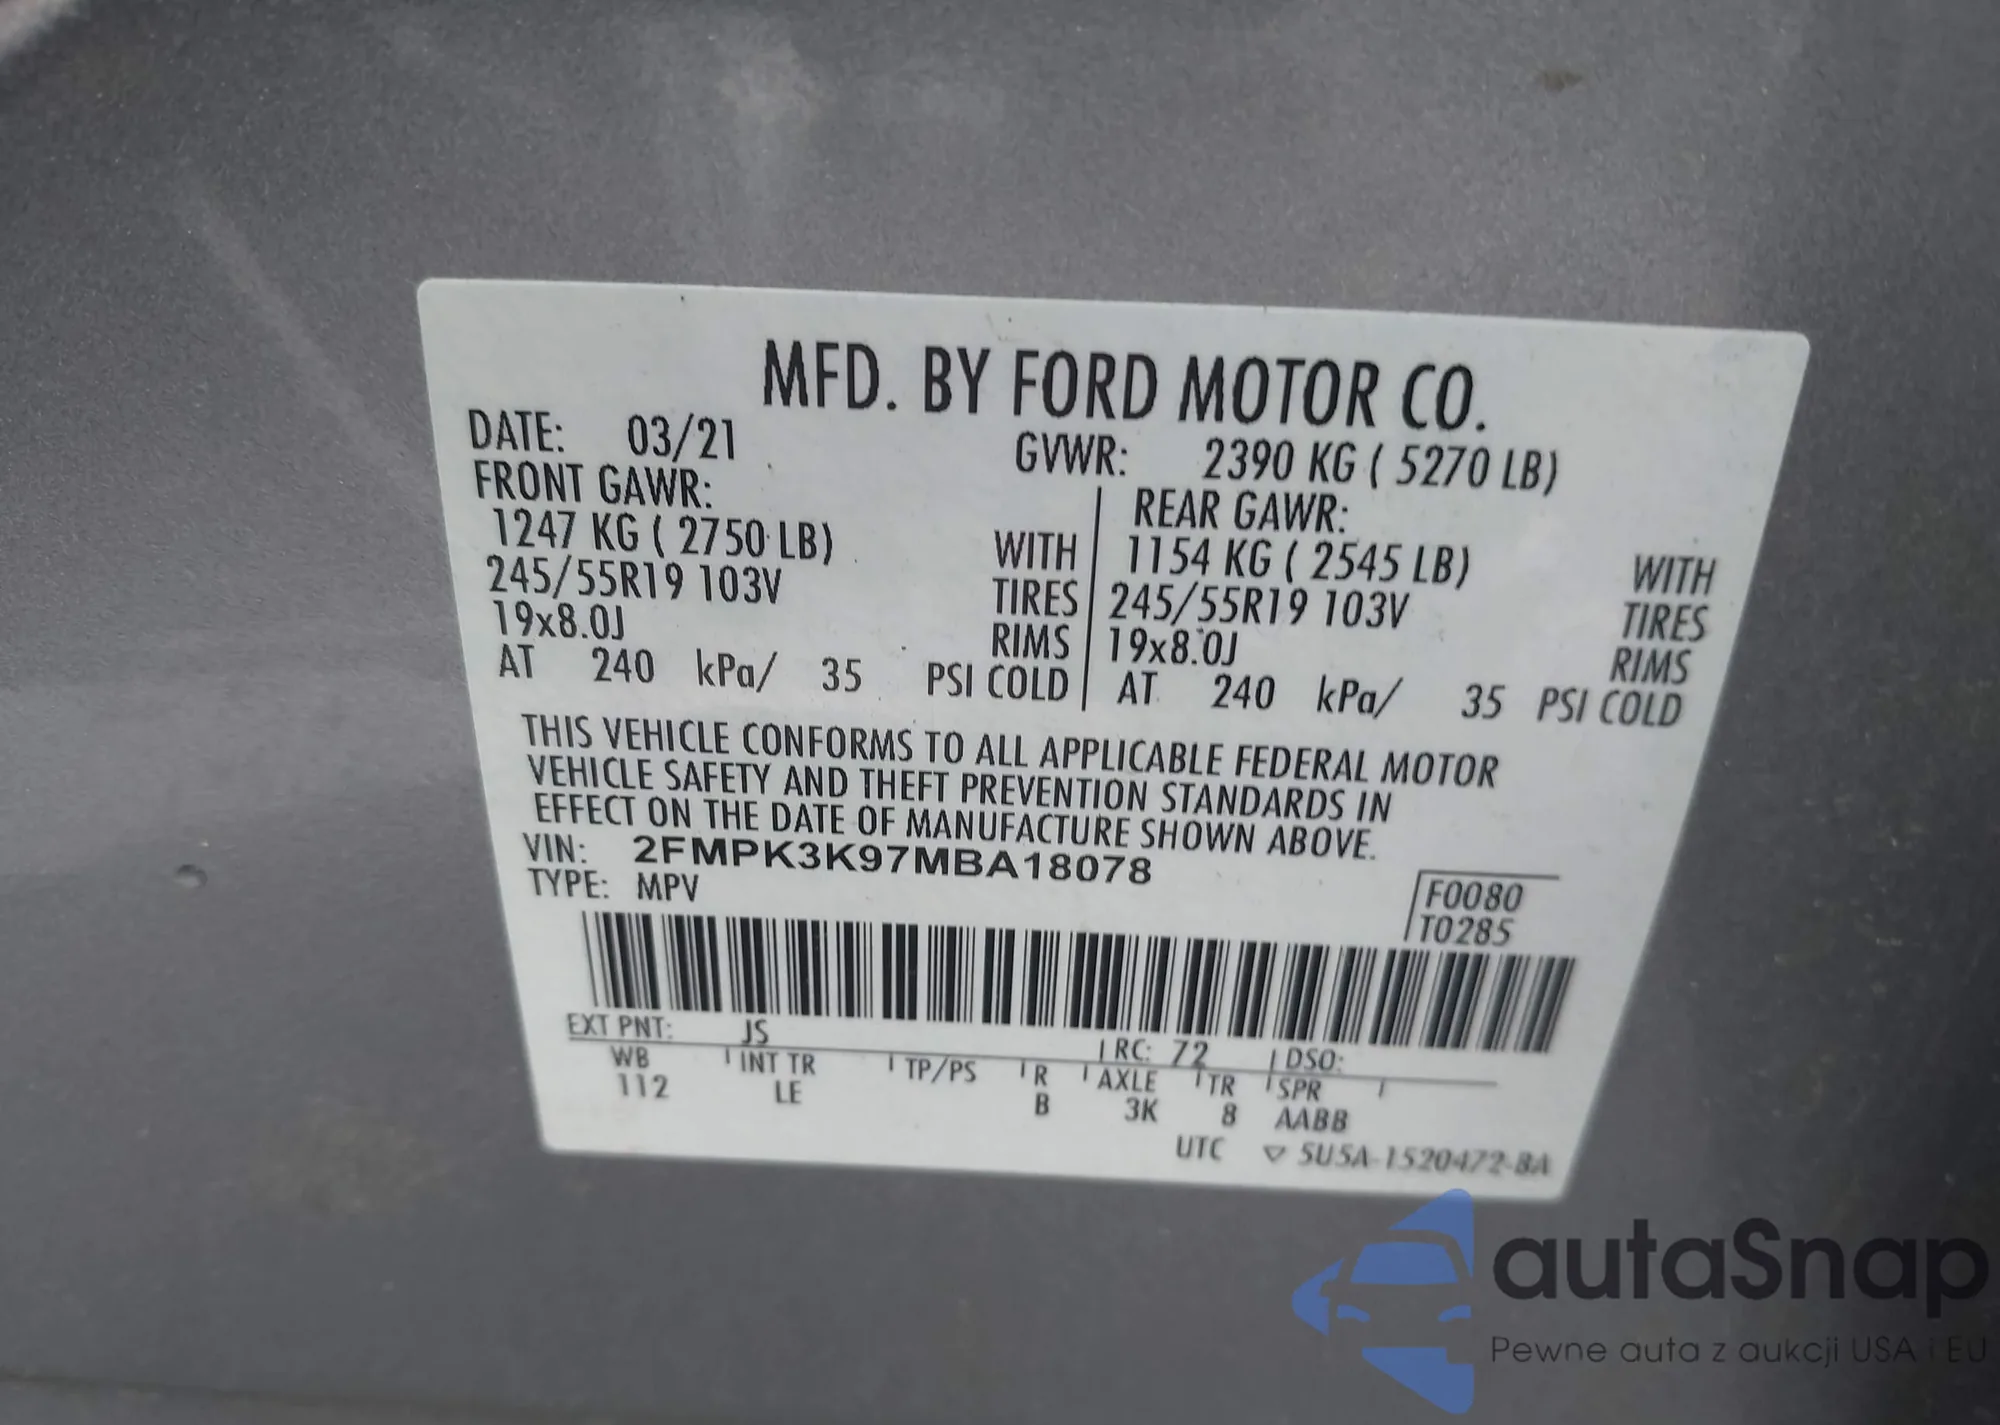 MFD. BY FORD MOTOR CO.
DATE: 03/21 GVWR: 2390 KG ( 5270 LB)
FRONT GAWR: REAR GAWR:
1247 KG ( 2750 LB) WITH 1154 KG ( 2545 LB) WITH
245/55R19 103V TIRES 245/55R19 103V TIRES
19x8.0J RIMS 19x8.0J RIMS
AT 240 kPa/ 35 PSI COLD AT 240 kPa/ 35 PSI COLD
THIS VEHICLE CONFORMS TO ALL APPLICABLE FEDERAL MOTOR
VEHICLE SAFETY AND THEFT PREVENTION STANDARDS IN
EFFECT ON THE DATE OF MANUFACTURE SHOWN ABOVE.
VIN: 2FMPK3K97MBA18078
TYPE: MPV F0080
T0285
EXT PNT: JS RC: 72 DSO:
WB INT TR TP/PS R AXLE TR SPR
112 LE B 3K 8 AABB
UTC ▽ 5U5A-1520472-BA
autaSnap
Pewne auta z aukcji USA i EU